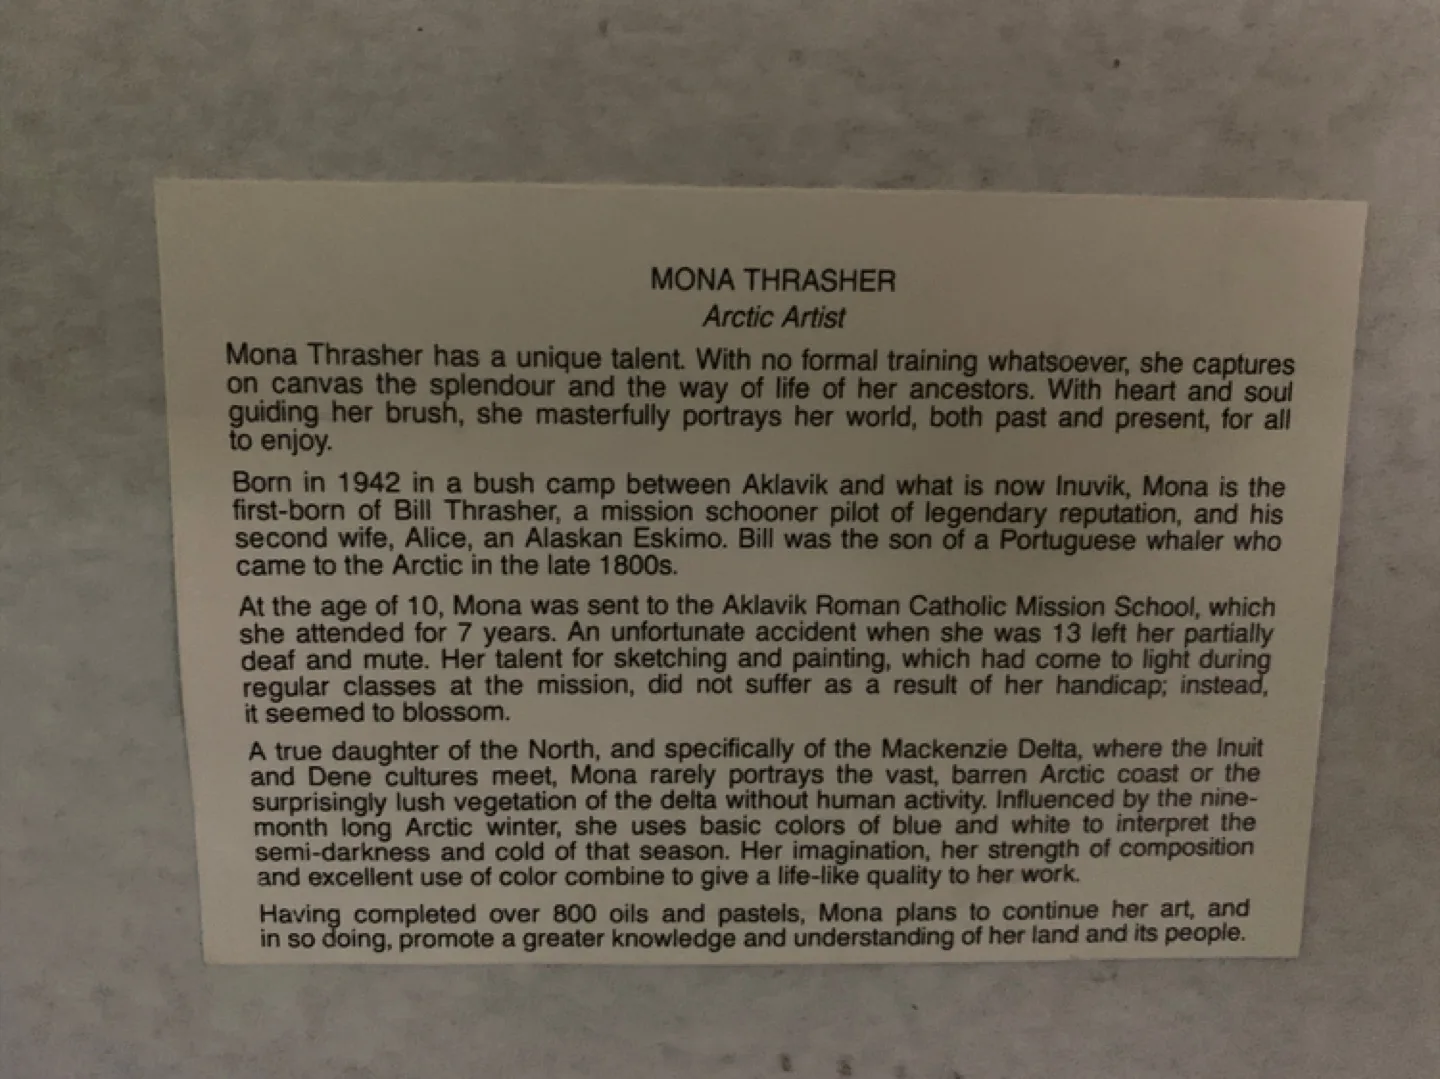 MONA THRASHER
Arctic Artist
Mona Thrasher has a unique talent. With no formal training whatsoever, she captures
on canvas the splendour and the way of life of her ancestors. With heart and soul
guiding her brush, she masterfully portrays her world, both past and present, for all
to enjoy.
Born in 1942 in a bush camp between Aklavik and what is now Inuvik, Mona is the
first-born of Bill Thrasher, a mission schooner pilot of legendary reputation, and his
second wife, Alice, an Alaskan Eskimo. Bill was the son of a Portuguese whaler who
came to the Arctic in the late 1800s.
At the age of 10, Mona was sent to the Aklavik Roman Catholic Mission School, which
she attended for 7 years. An unfortunate accident when she was 13 left her partially
deaf and mute. Her talent for sketching and painting, which had come to light during
regular classes at the mission, did not suffer as a result of her handicap; instead,
it seemed to blossom.
A true daughter of the North, and specifically of the Mackenzie Delta, where the Inuit
and Dene cultures meet, Mona rarely portrays the vast, barren Arctic coast or the
surprisingly lush vegetation of the delta without human activity. Influenced by the nine-
month long Arctic winter, she uses basic colors of blue and white to interpret the
semi-darkness and cold of that season. Her imagination, her strength of composition
and excellent use of color combine to give a life-like quality to her work.
Having completed over 800 oils and pastels, Mona plans to continue her art, and
in so doing, promote a greater knowledge and understanding of her land and its people.